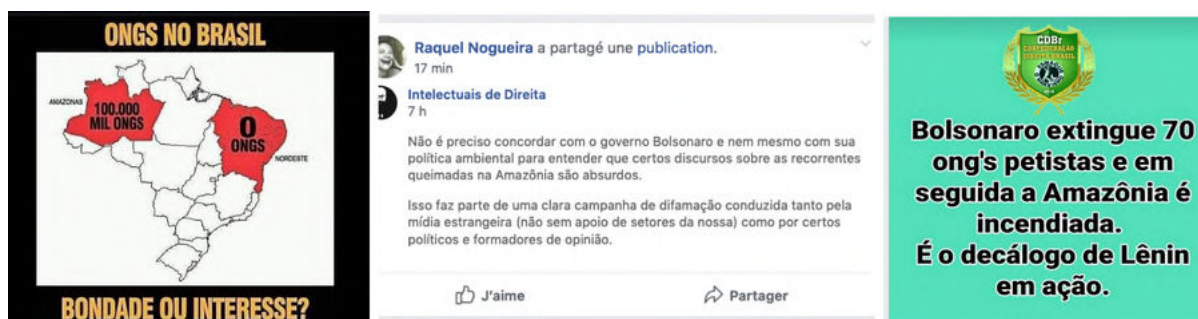 ONGS NO BRASIL
AMAZONAS
100.000
MIL ONGS
0
ONGS
NORDESTE
BONDADE OU INTERESSE?
Raquel Nogueira a partagé une publication.
17 min
Intelectuais de Direita
7 h
Não é preciso concordar com o governo Bolsonaro e nem mesmo com sua
política ambiental para entender que certos discursos sobre as recorrentes
queimadas na Amazônia são absurdos.
Isso faz parte de uma clara campanha de difamação conduzida tanto pela
mídia estrangeira (não sem apoio de setores da nossa) como por certos
políticos e formadores de opinião.
J'aime
Partager
CDBr
CONFEDERAÇÃO
DIREITA BRASIL
Bolsonaro extingue 70
ong's petistas e em
seguida a Amazônia é
incendiada.
É o decálogo de Lênin
em ação.